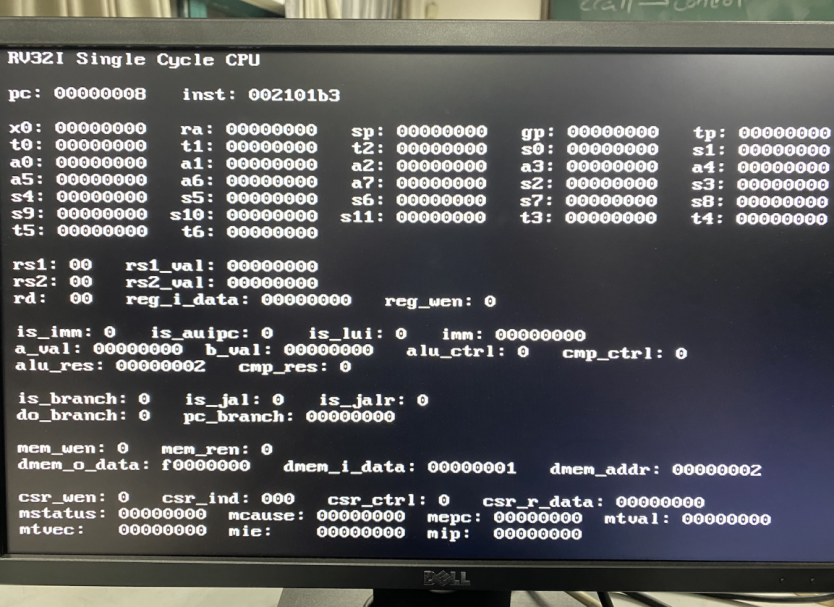 ecall → control
RV32I Single Cycle CPU
pc: 00000008 inst: 002101b3
x0: 00000000 ra: 00000000 sp: 00000000 gp: 00000000 tp: 00000000
t0: 00000000 t1: 00000000 t2: 00000000 s0: 00000000 s1: 00000000
a0: 00000000 a1: 00000000 a2: 00000000 a3: 00000000 a4: 00000000
a5: 00000000 a6: 00000000 a7: 00000000 s2: 00000000 s3: 00000000
s4: 00000000 s5: 00000000 s6: 00000000 s7: 00000000 s8: 00000000
s9: 00000000 s10: 00000000 s11: 00000000 t3: 00000000 t4: 00000000
t5: 00000000 t6: 00000000
rs1: 00 rs1_val: 00000000
rs2: 00 rs2_val: 00000000
rd: 00 reg_i_data: 00000000 reg_wen: 0
is_imm: 0 is_auipc: 0 is_lui: 0 imm: 00000000
a_val: 00000000 b_val: 00000000 alu_ctrl: 0 cmp_ctrl: 0
alu_res: 00000002 cmp_res: 0
is_branch: 0 is_jal: 0 is_jalr: 0
do_branch: 0 pc_branch: 00000000
mem_wen: 0 mem_ren: 0
dmem_o_data: f0000000 dmem_i_data: 00000001 dmem_addr: 00000002
csr_wen: 0 csr_ind: 000 csr_ctrl: 0 csr_r_data: 00000000
mstatus: 00000000 mcause: 00000000 mepc: 00000000 mtval: 00000000
mtvec: 00000000 mie: 00000000 mip: 00000000
DELL